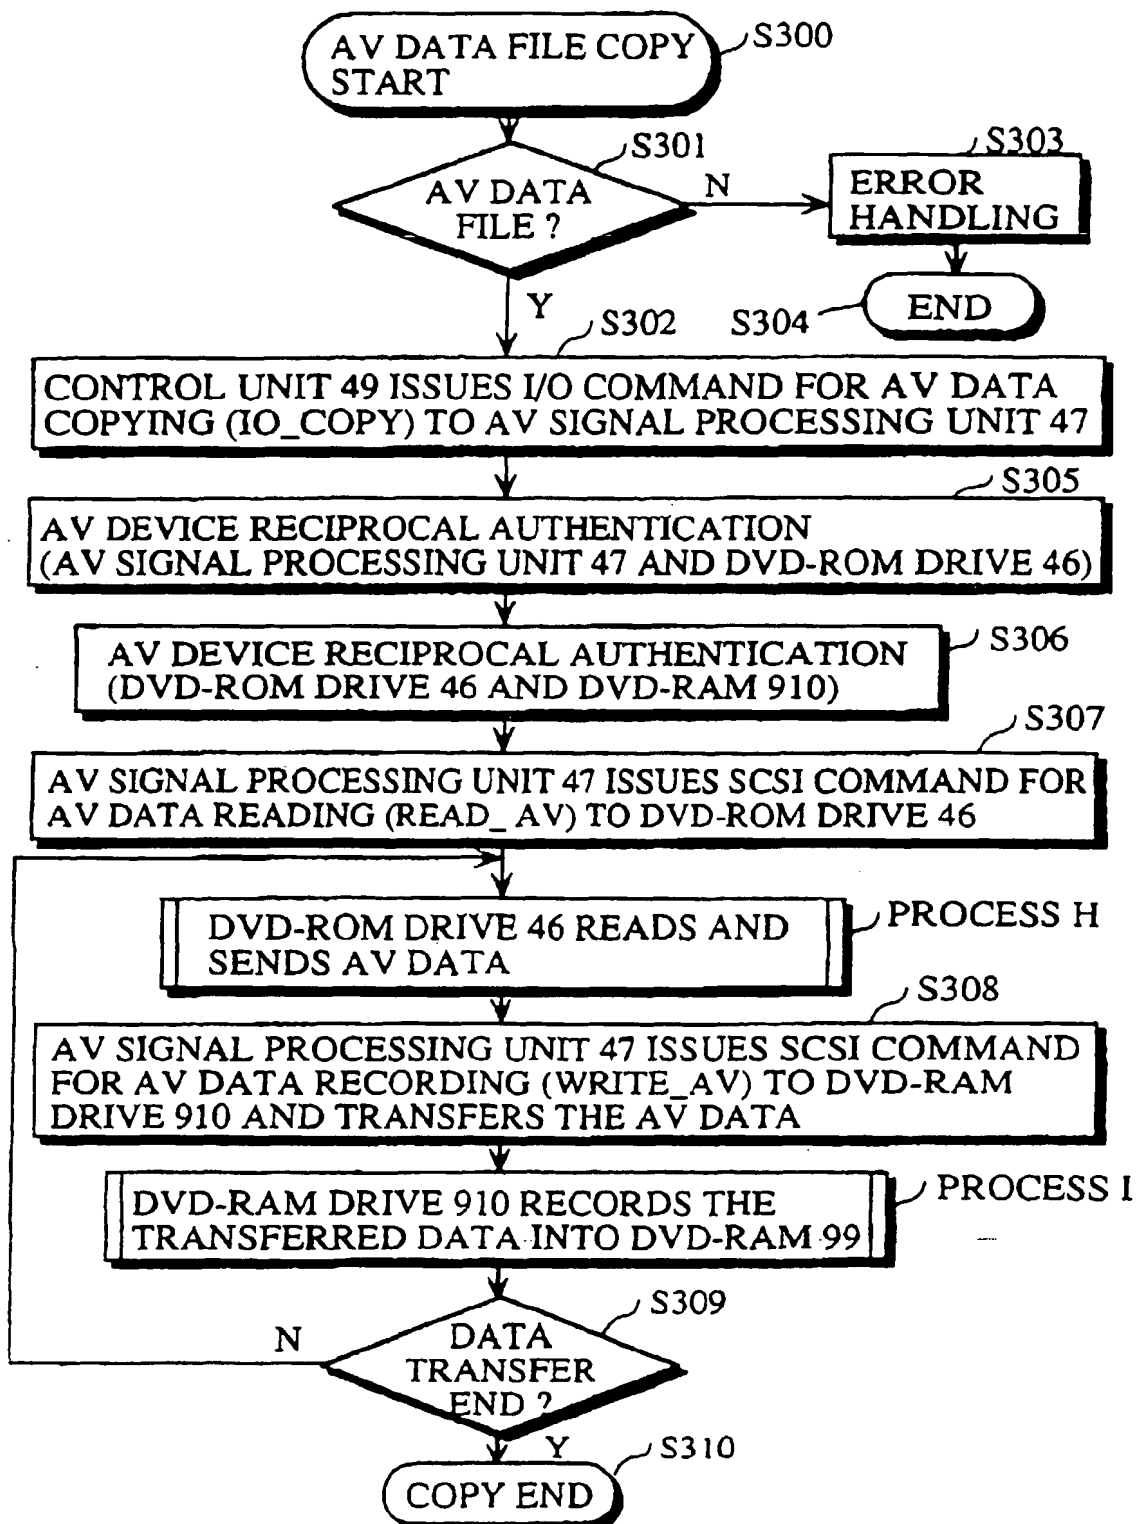 AV DATA FILE COPY
START
S300
S301
AV DATA
FILE ?
N
S303
ERROR
HANDLING
Y
S304
END
S302
CONTROL UNIT 49 ISSUES I/O COMMAND FOR AV DATA
COPYING (IO_COPY) TO AV SIGNAL PROCESSING UNIT 47
S305
AV DEVICE RECIPROCAL AUTHENTICATION
(AV SIGNAL PROCESSING UNIT 47 AND DVD-ROM DRIVE 46)
S306
AV DEVICE RECIPROCAL AUTHENTICATION
(DVD-ROM DRIVE 46 AND DVD-RAM 910)
S307
AV SIGNAL PROCESSING UNIT 47 ISSUES SCSI COMMAND FOR
AV DATA READING (READ_ AV) TO DVD-ROM DRIVE 46
DVD-ROM DRIVE 46 READS AND
SENDS AV DATA
PROCESS H
S308
AV SIGNAL PROCESSING UNIT 47 ISSUES SCSI COMMAND
FOR AV DATA RECORDING (WRITE_AV) TO DVD-RAM
DRIVE 910 AND TRANSFERS THE AV DATA
DVD-RAM DRIVE 910 RECORDS THE
TRANSFERRED DATA INTO DVD-RAM 99
PROCESS I
S309
N
DATA
TRANSFER
END ?
Y
S310
COPY END